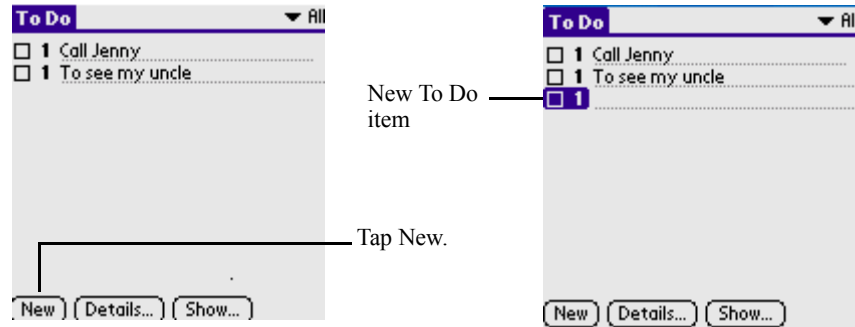 To Do
All
1 Call Jenny
1 To see my uncle
New
Details...
Show...
Tap New.
New To Do
item
To Do
1 Call Jenny
1 To see my uncle
1
New
Details...
Show...